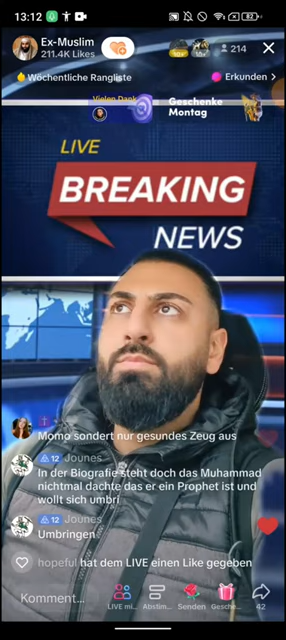 13:12
82
Ex-Muslim
211.4K Likes
214
Wöchentliche Rangliste
Erkunden >
Vielen Dank
Geschenke
Montag
LIVE
BREAKING
NEWS
Momo sondert nur gesundes Zeug aus
12 Jounes
In der Biografie steht doch das Muhammad
nichtmal dachte das er ein Prophet ist und
wollt sich umbri
12 Jounes
Umbringen
hopeful hat dem LIVE einen Like gegeben
Komment...
LIVE mi...
Abstim...
Senden
Gesche...
42